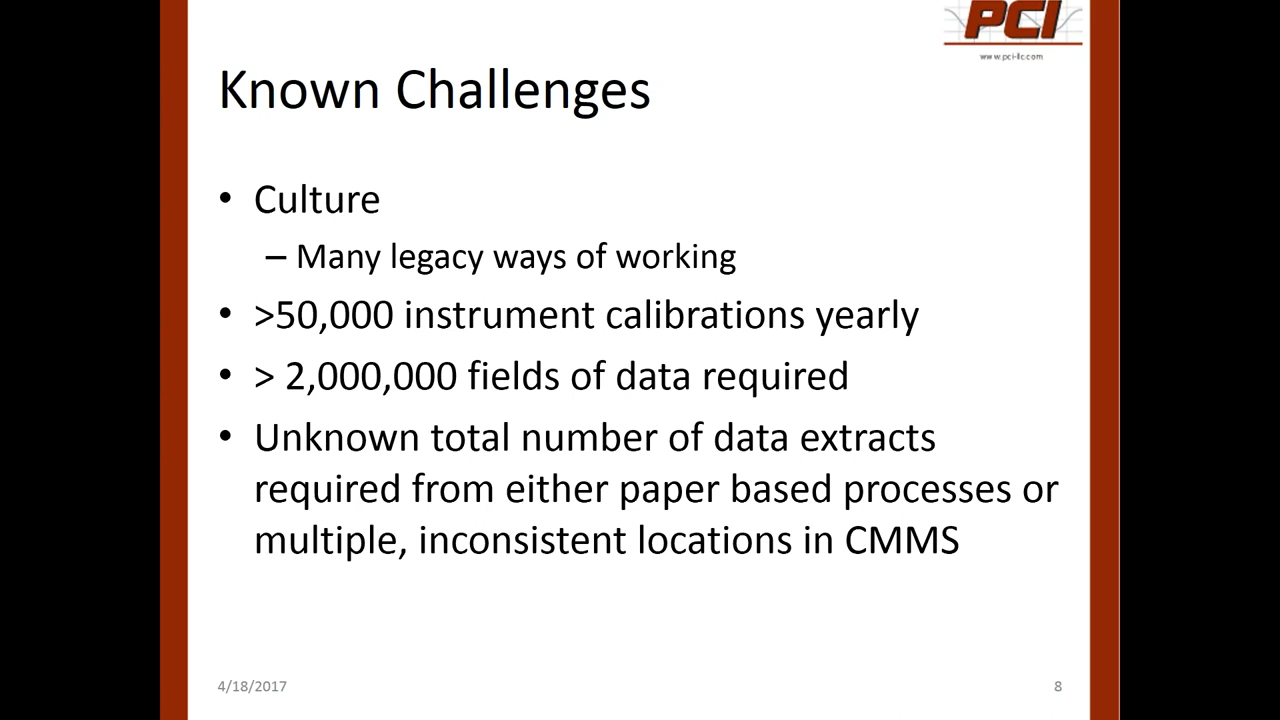 PCI
www.pci-llc.com
Known Challenges
• Culture
– Many legacy ways of working
• >50,000 instrument calibrations yearly
• > 2,000,000 fields of data required
• Unknown total number of data extracts
required from either paper based processes or
multiple, inconsistent locations in CMMS
4/18/2017
8